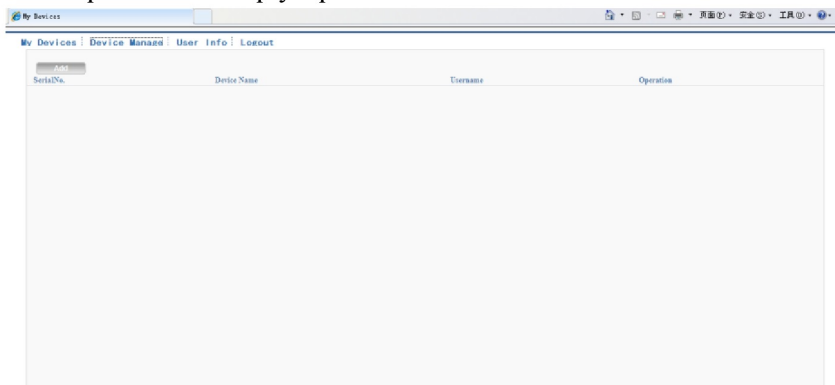 My Devices
页面(P) 安全(S) 工具(O)
My Devices Device Manage User Info Logout
Add
SerialNo. Device Name Username Operation